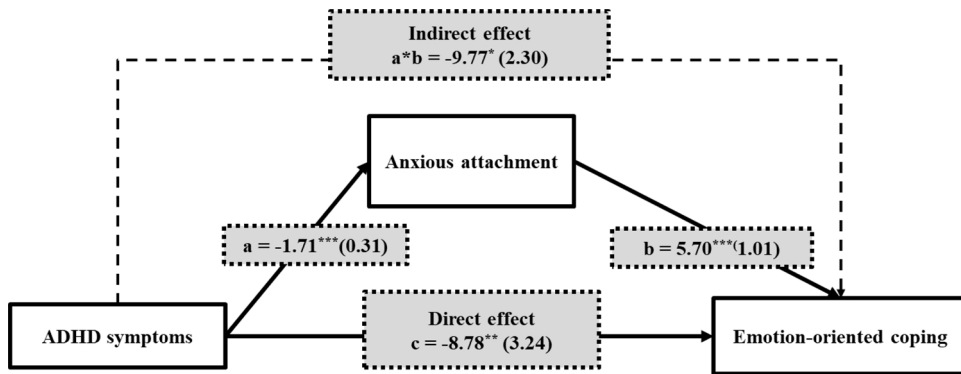 Indirect effect
a*b = -9.77* (2.30)
Anxious attachment
a = -1.71***(0.31)
b = 5.70***(1.01)
ADHD symptoms
Direct effect
c = -8.78** (3.24)
Emotion-oriented coping